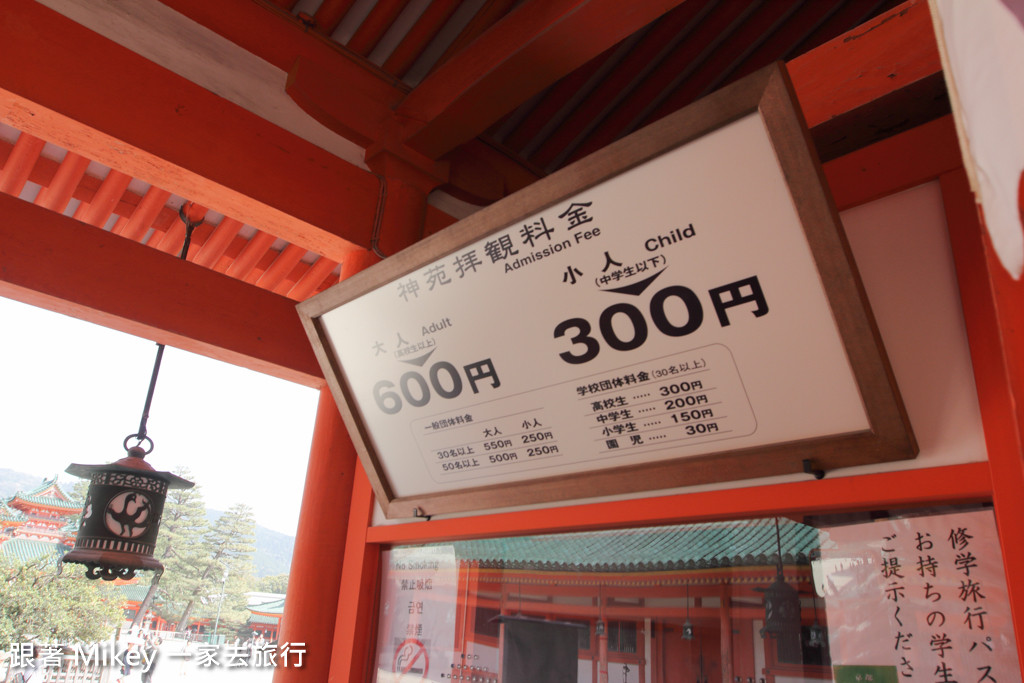 神苑拝観料金
Admission Fee
大人 Adult
(高校生以上)
600円
小人 Child
(中学生以下)
300円
一般団体料金
大人 小人
30名以上 550円 250円
50名以上 500円 250円
学校団体料金(30名以上)
高校生 ····· 300円
中学生 ····· 200円
小学生 ····· 150円
園児 ····· 30円
No Smoking
禁止吸烟
금연
禁煙
修学旅行パス
お持ちの学生
ご提示くださ
跟著 Mikey 一家去旅行